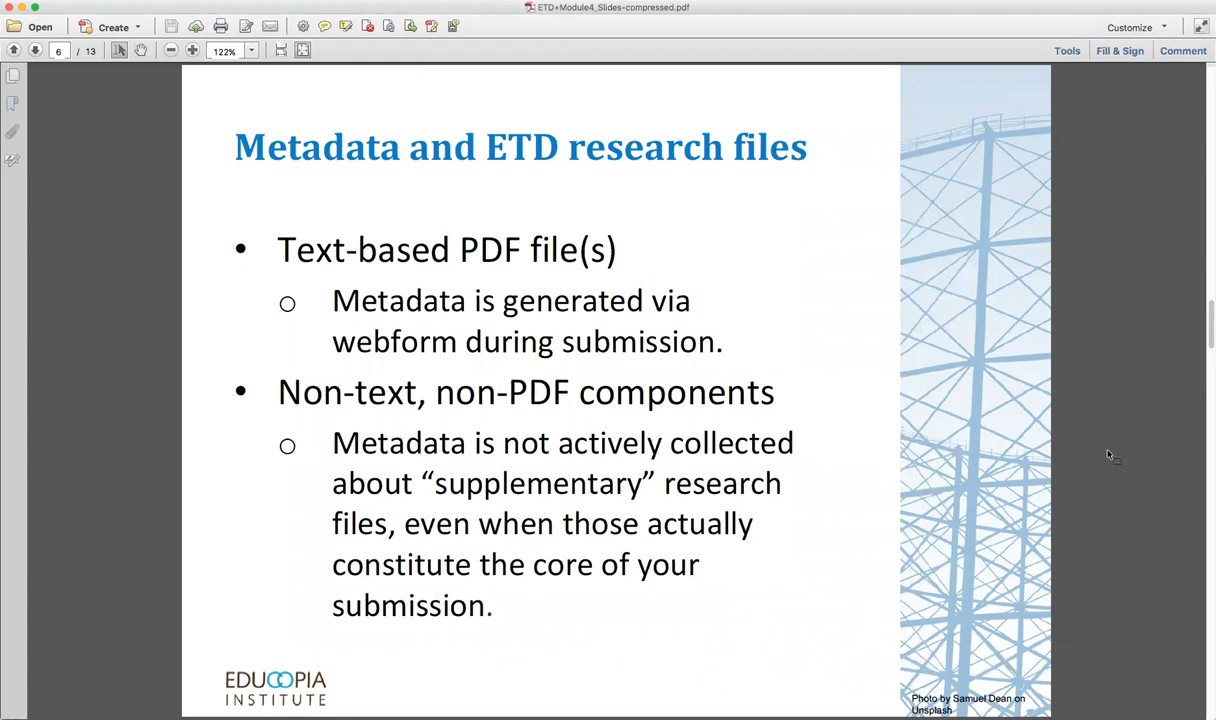 ETD+Module4_Slides-compressed.pdf
Open
Create
Customize
6 / 13
122%
Tools
Fill & Sign
Comment
Metadata and ETD research files
• Text-based PDF file(s)
o Metadata is generated via
webform during submission.
• Non-text, non-PDF components
o Metadata is not actively collected
about “supplementary” research
files, even when those actually
constitute the core of your
submission.
EDUCOPIA
INSTITUTE
Photo by Samuel Dean on
Unsplash